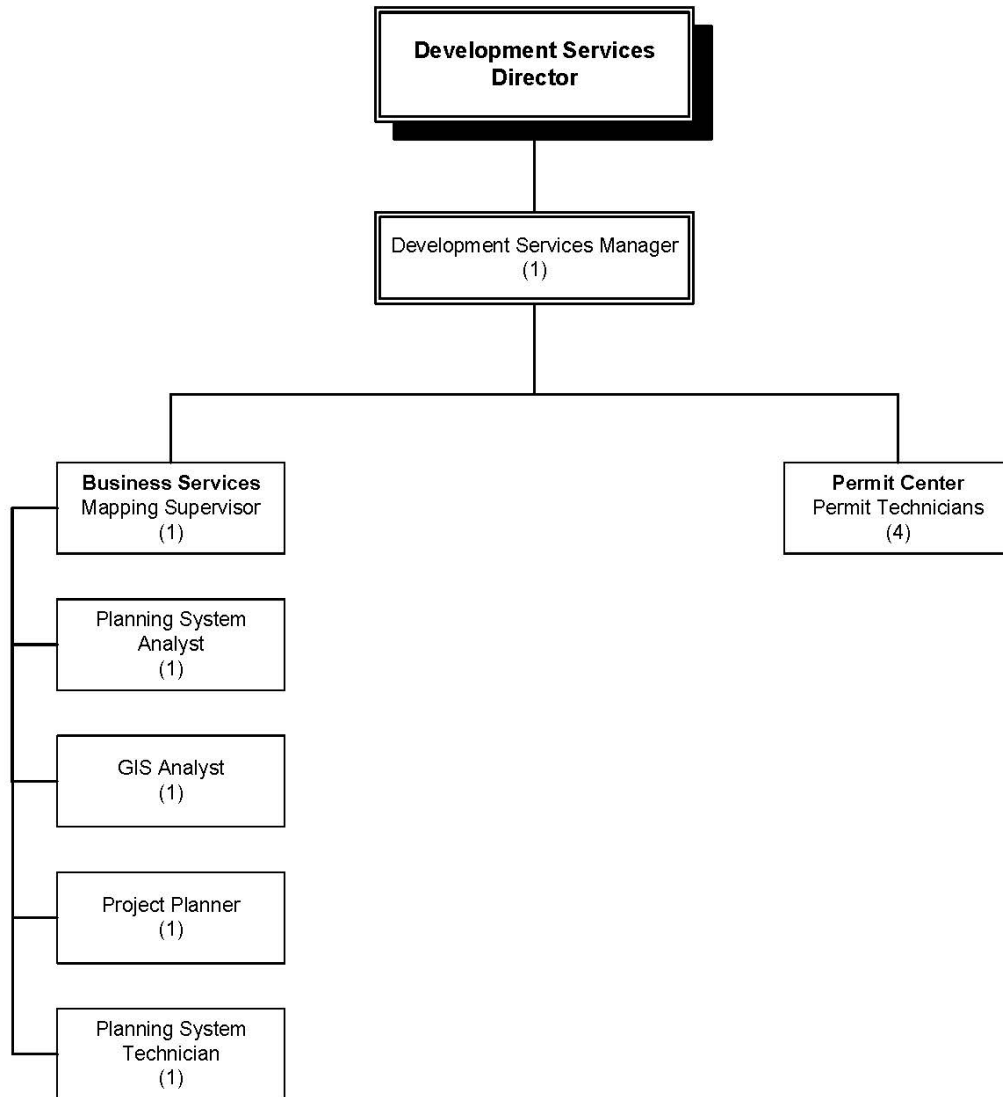 Development Services
Director
Development Services Manager
(1)
Business Services
Mapping Supervisor
(1)
Permit Center
Permit Technicians
(4)
Planning System
Analyst
(1)
GIS Analyst
(1)
Project Planner
(1)
Planning System
Technician
(1)